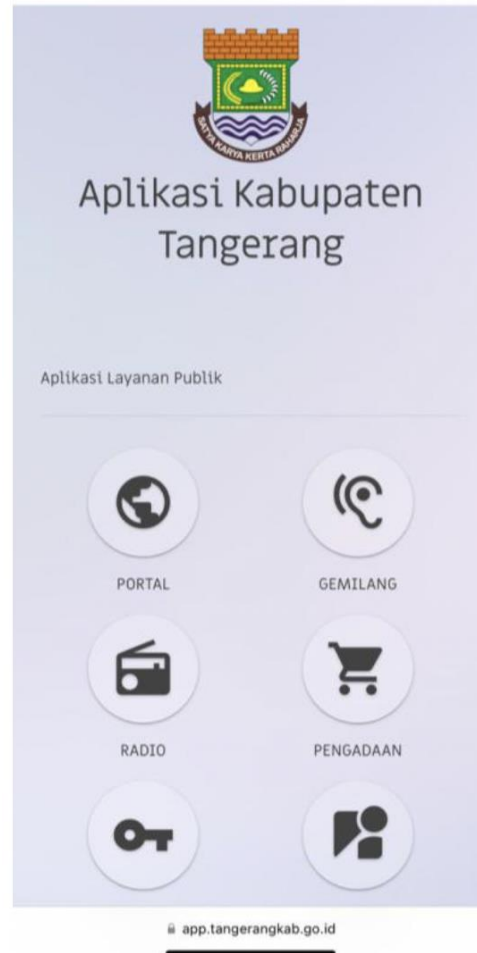 SATYA KARYA KERTA RAHARJA
Aplikasi Kabupaten
Tangerang
Aplikasi Layanan Publik
PORTAL
GEMILANG
RADIO
PENGADAAN
app.tangerangkab.go.id